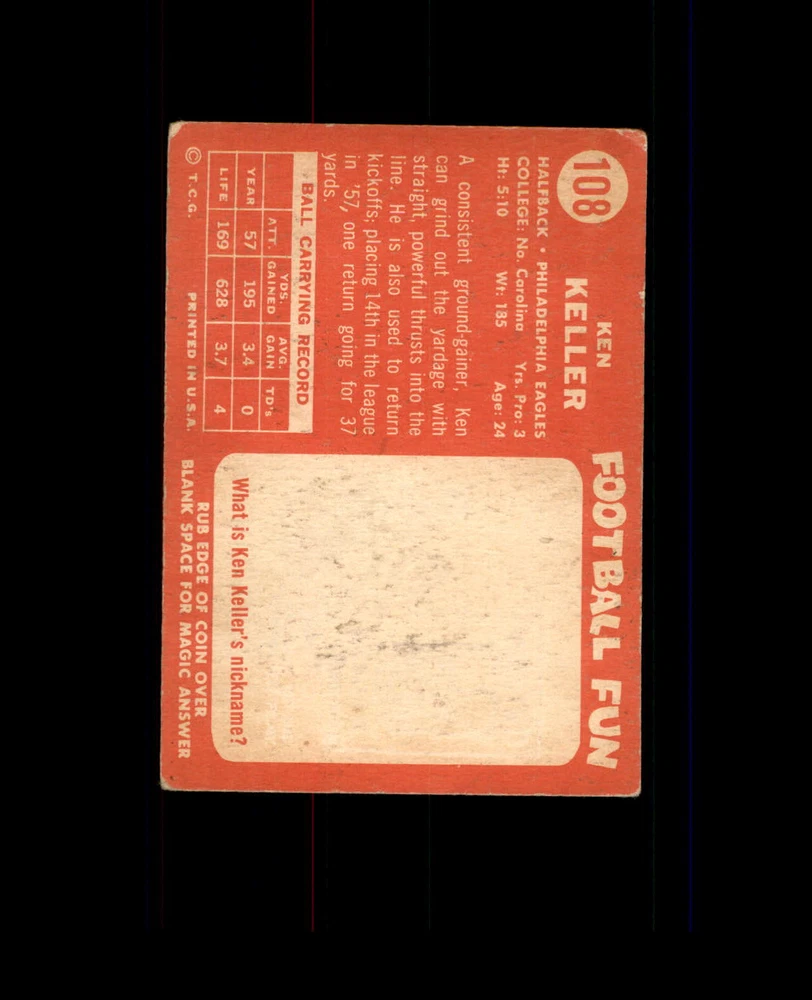 108
KEN
KELLER
HALFBACK • PHILADELPHIA EAGLES
COLLEGE: No. Carolina Yrs. Pro: 3
Ht: 5:10 Wt: 185 Age: 24
A consistent ground-gainer, Ken
can grind out the yardage with
straight, powerful thrusts into the
line. He is also used to return
kickoffs; placing 14th in the league
in '57, one return going for 37
yards.
BALL CARRYING RECORD
ATT. YDS. GAINED AVG. GAIN TD's
YEAR 57 195 3.4 0
LIFE 169 628 3.7 4
© T.C.G. PRINTED IN U.S.A.
FOOTBALL FUN
What is Ken Keller's nickname?
RUB EDGE OF COIN OVER
BLANK SPACE FOR MAGIC ANSWER